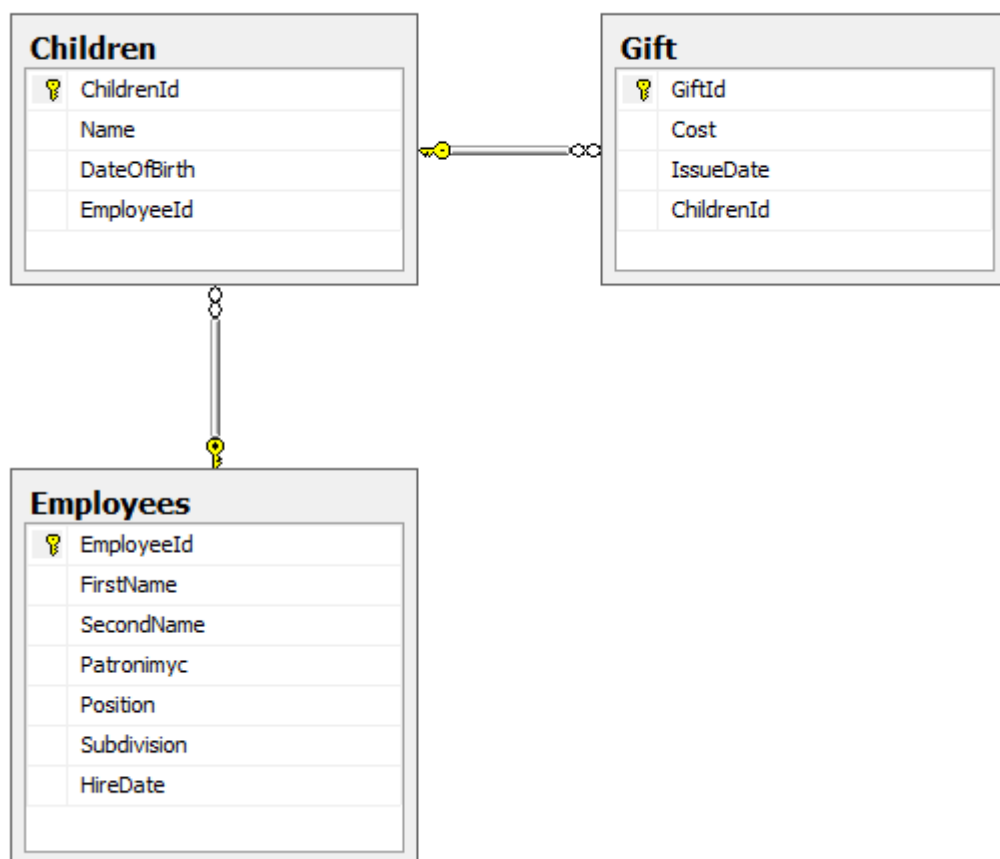 Children
ChildrenId
Name
DateOfBirth
EmployeeId
Gift
GiftId
Cost
IssueDate
ChildrenId
Employees
EmployeeId
FirstName
SecondName
Patronimyc
Position
Subdivision
HireDate